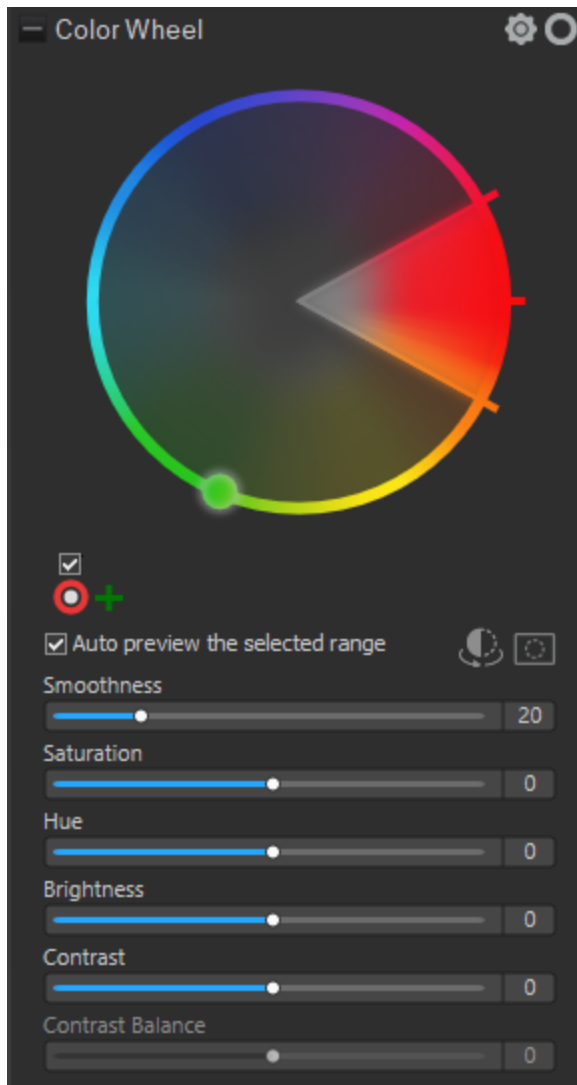 Color Wheel
Auto preview the selected range
Smoothness
20
Saturation
0
Hue
0
Brightness
0
Contrast
0
Contrast Balance
0